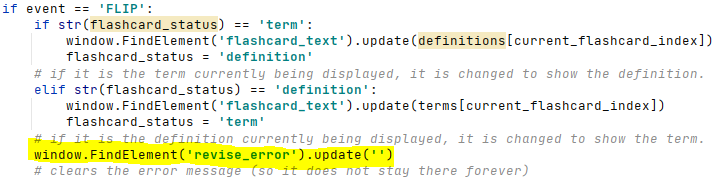 if event == 'FLIP':
    if str(flashcard_status) == 'term':
        window.FindElement('flashcard_text').update(definitions[current_flashcard_index])
        flashcard_status = 'definition'
    # if it is the term currently being displayed, it is changed to show the definition.
    elif str(flashcard_status) == 'definition':
        window.FindElement('flashcard_text').update(terms[current_flashcard_index])
        flashcard_status = 'term'
    # if it is the definition currently being displayed, it is changed to show the term.
    window.FindElement('revise_error').update('')
    # clears the error message (so it does not stay there forever)